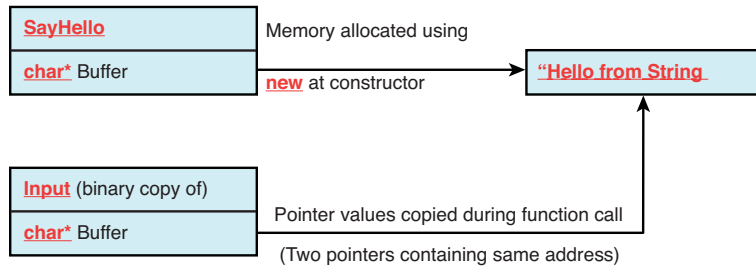 SayHello
char* Buffer
Memory allocated using
new at constructor
“Hello from String
Input (binary copy of)
char* Buffer
Pointer values copied during function call
(Two pointers containing same address)